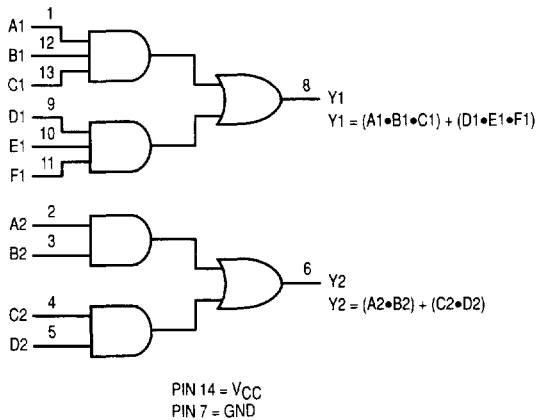 A1 1
B1 12
C1 13
D1 9
E1 10
F1 11
8 Y1
Y1 = (A1•B1•C1) + (D1•E1•F1)
A2 2
B2 3
C2 4
D2 5
6 Y2
Y2 = (A2•B2) + (C2•D2)
PIN 14 = VCC
PIN 7 = GND